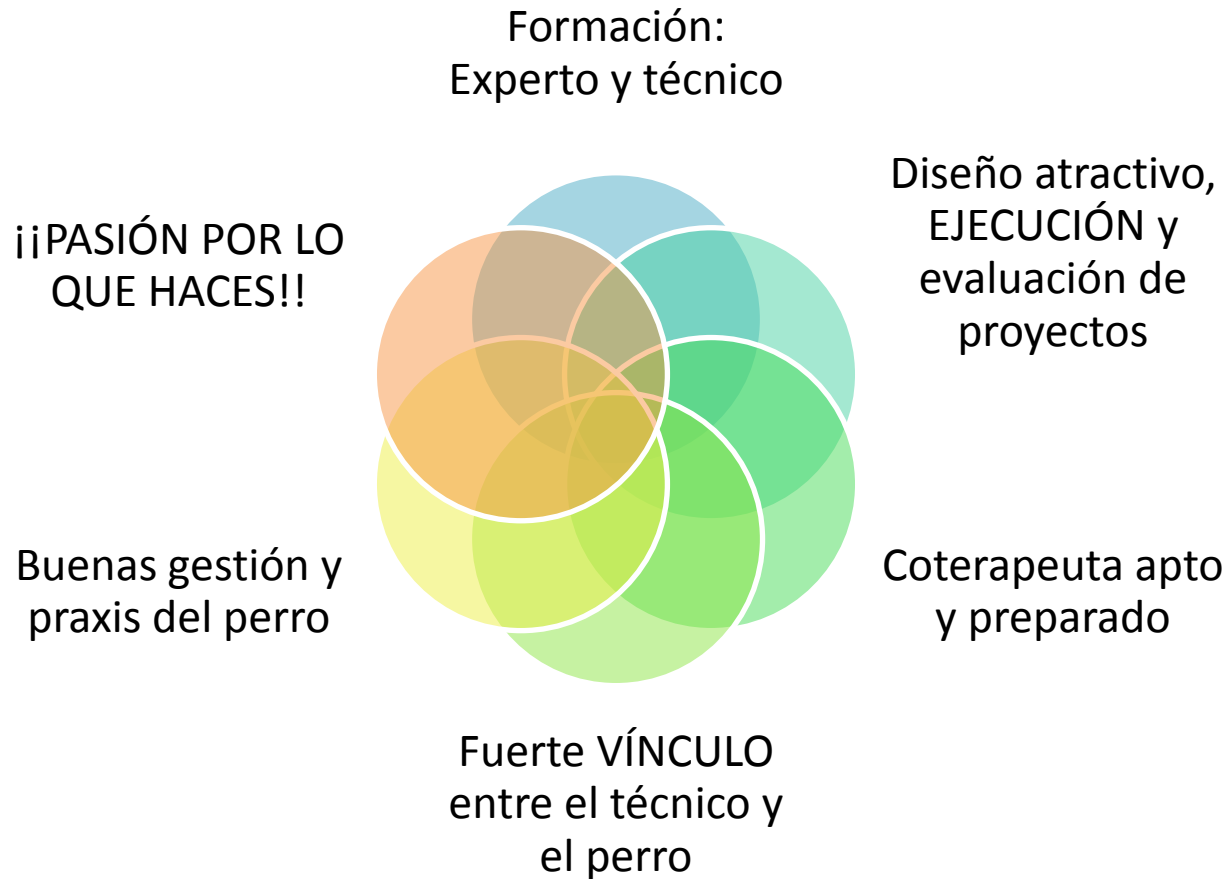 Formación:
Experto y técnico
Diseño atractivo,
EJECUCIÓN y
evaluación de
proyectos
Coterapeuta apto
y preparado
Fuerte VÍNCULO
entre el técnico y
el perro
Buenas gestión y
praxis del perro
¡¡PASIÓN POR LO
QUE HACES!!